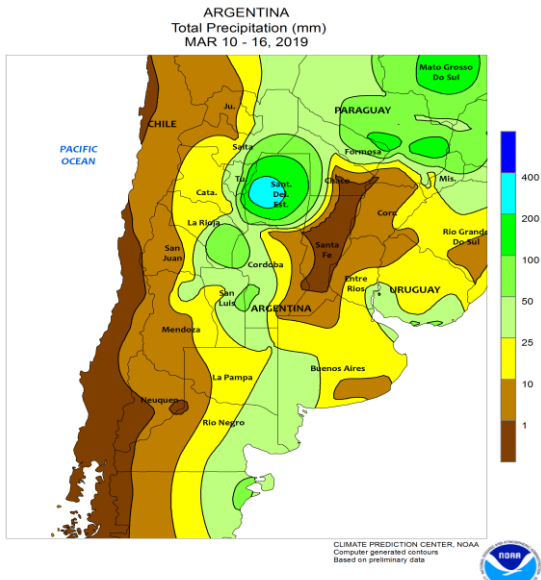 ARGENTINA
Total Precipitation (mm)
MAR 10 - 16, 2019
Mato Grosso
Do Sul
Ju.
PARAGUAY
CHILE
PACIFIC
OCEAN
Salta
Formosa
Tu.
Sant.
Del.
Est.
Chaco
Mis.
Cata.
Corr.
La Rioja
Rio Grande
Do Sul
San
Juan
Santa
Fe
Cordoba
Entre
Rios
URUGUAY
San
Luis
ARGENTINA
Mendoza
Buenos Aires
La Pampa
Neuquen
Rio Negro
400
200
100
50
25
10
1
CLIMATE PREDICTION CENTER, NOAA
Computer generated contours
Based on preliminary data
NOAA